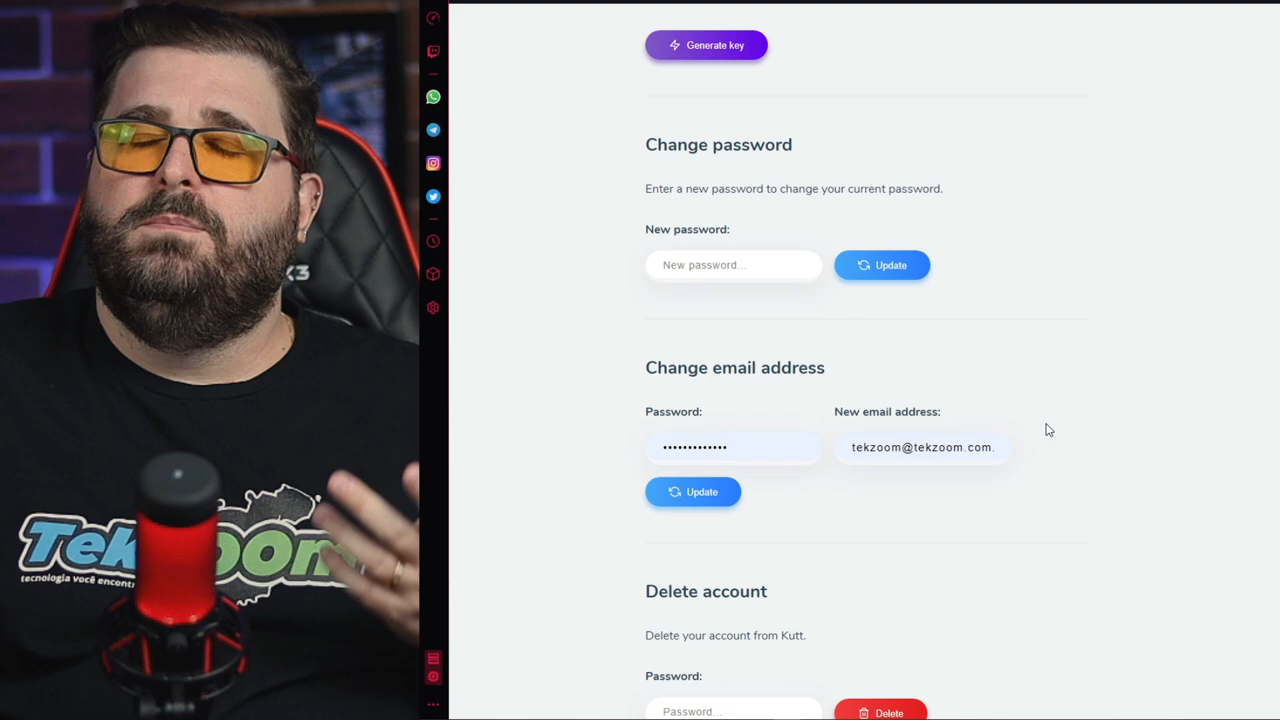 Generate key
Change password
Enter a new password to change your current password.
New password:
New password...
Update
Change email address
Password:
New email address:
•••••••••••••
tekzoom@tekzoom.com.
Update
Delete account
Delete your account from Kutt.
Password:
Password...
Delete
x3
Tek oom
tecnologia você encont